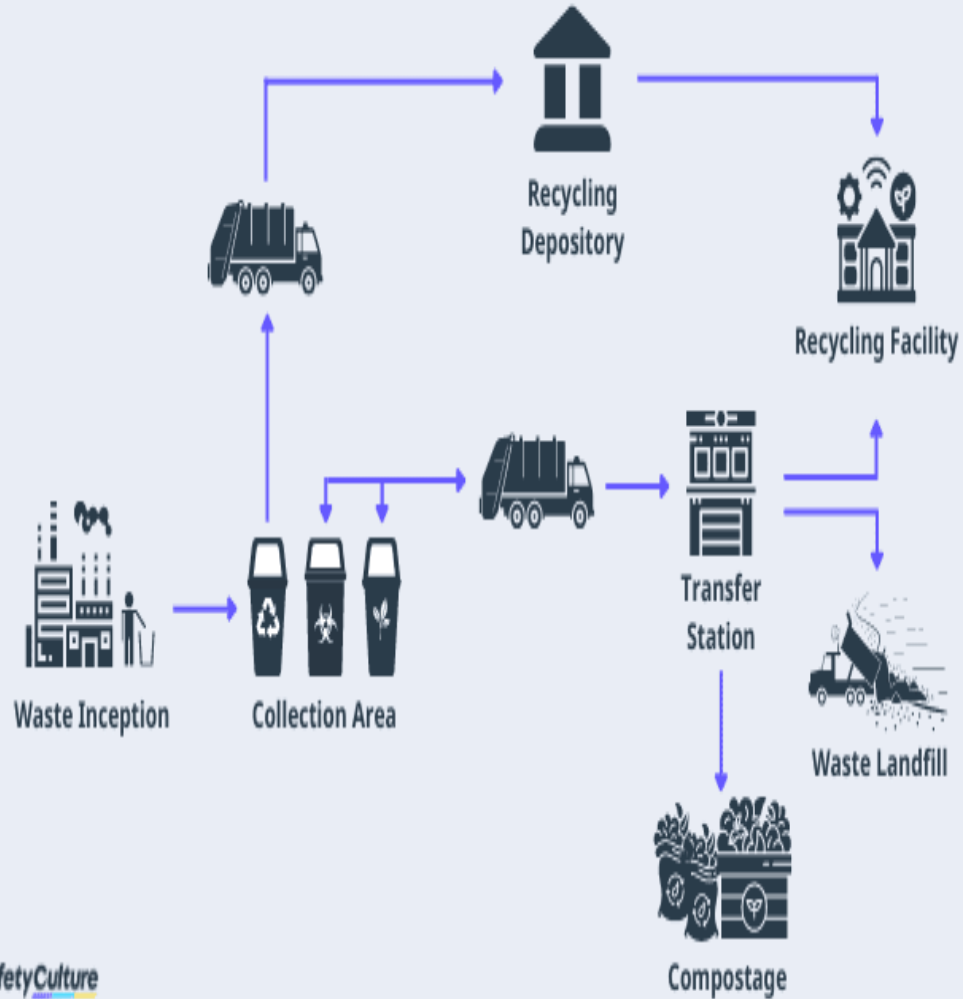 Recycling
Depository
Recycling Facility
Transfer
Station
Waste Inception
Collection Area
Waste Landfill
Compostage
fetyCulture